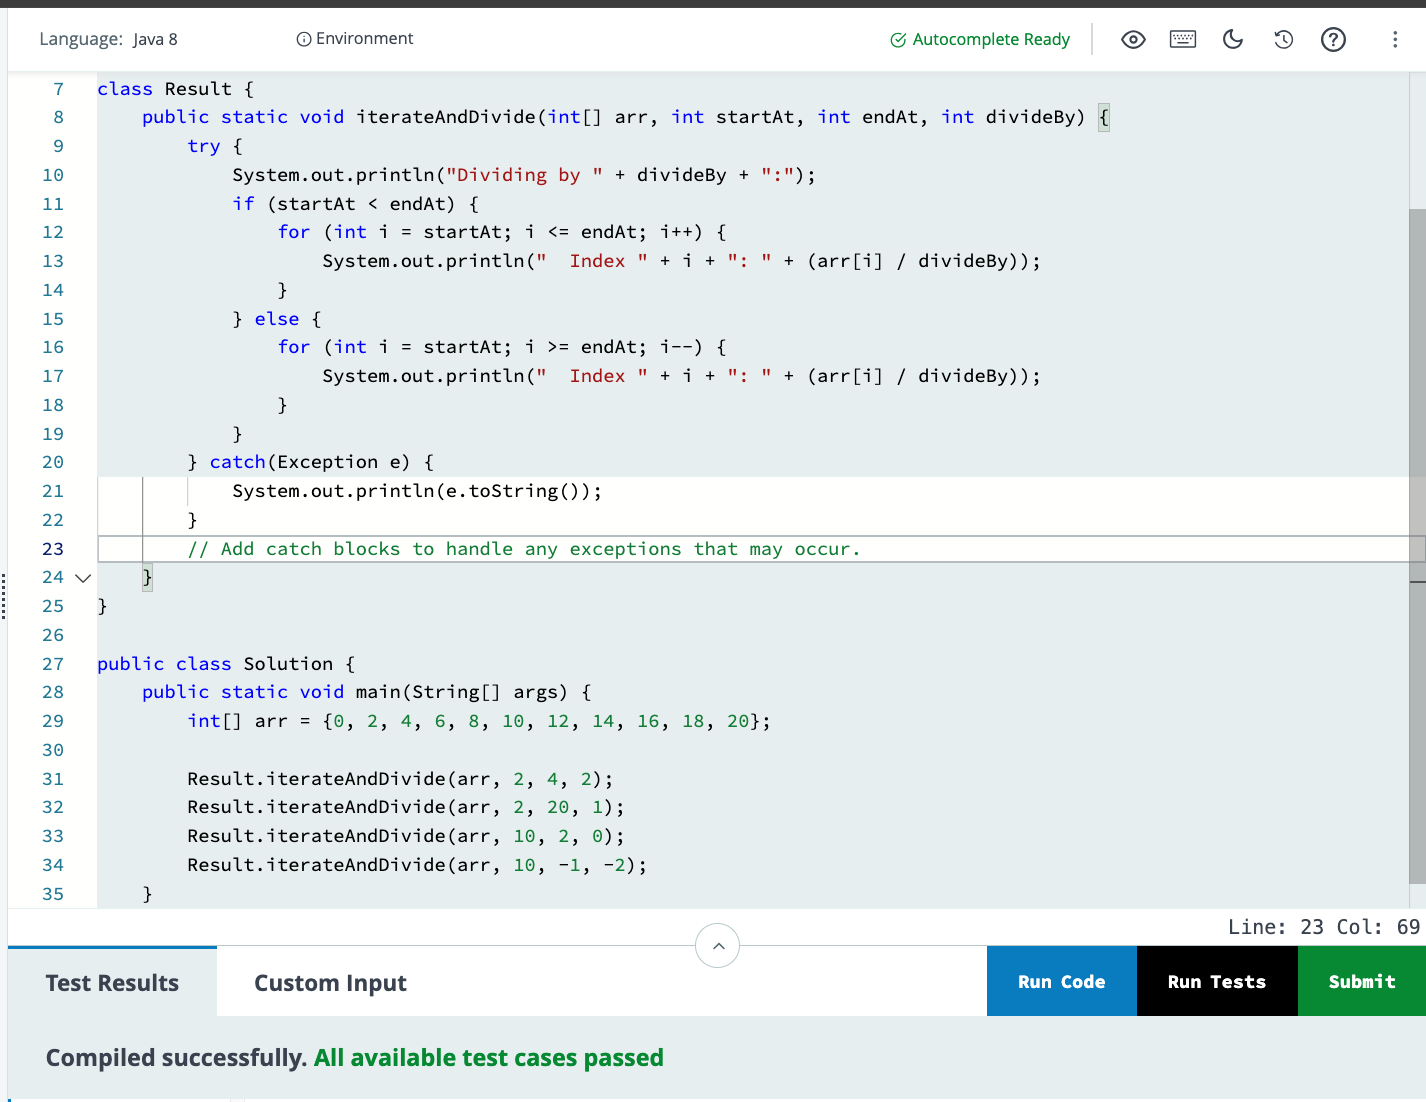 Language: Java 8 Environment Autocomplete Ready
7 class Result {
8     public static void iterateAndDivide(int[] arr, int startAt, int endAt, int divideBy) {
9         try {
10             System.out.println("Dividing by " + divideBy + ":");
11             if (startAt < endAt) {
12                 for (int i = startAt; i <= endAt; i++) {
13                     System.out.println("  Index " + i + ": " + (arr[i] / divideBy));
14                 }
15             } else {
16                 for (int i = startAt; i >= endAt; i--) {
17                     System.out.println("  Index " + i + ": " + (arr[i] / divideBy));
18                 }
19             }
20         } catch(Exception e) {
21             System.out.println(e.toString());
22         }
23         // Add catch blocks to handle any exceptions that may occur.
24     }
25 }
26
27 public class Solution {
28     public static void main(String[] args) {
29         int[] arr = {0, 2, 4, 6, 8, 10, 12, 14, 16, 18, 20};
30
31         Result.iterateAndDivide(arr, 2, 4, 2);
32         Result.iterateAndDivide(arr, 2, 20, 1);
33         Result.iterateAndDivide(arr, 10, 2, 0);
34         Result.iterateAndDivide(arr, 10, -1, -2);
35     }
Line: 23 Col: 69
Test Results Custom Input Run Code Run Tests Submit
Compiled successfully. All available test cases passed